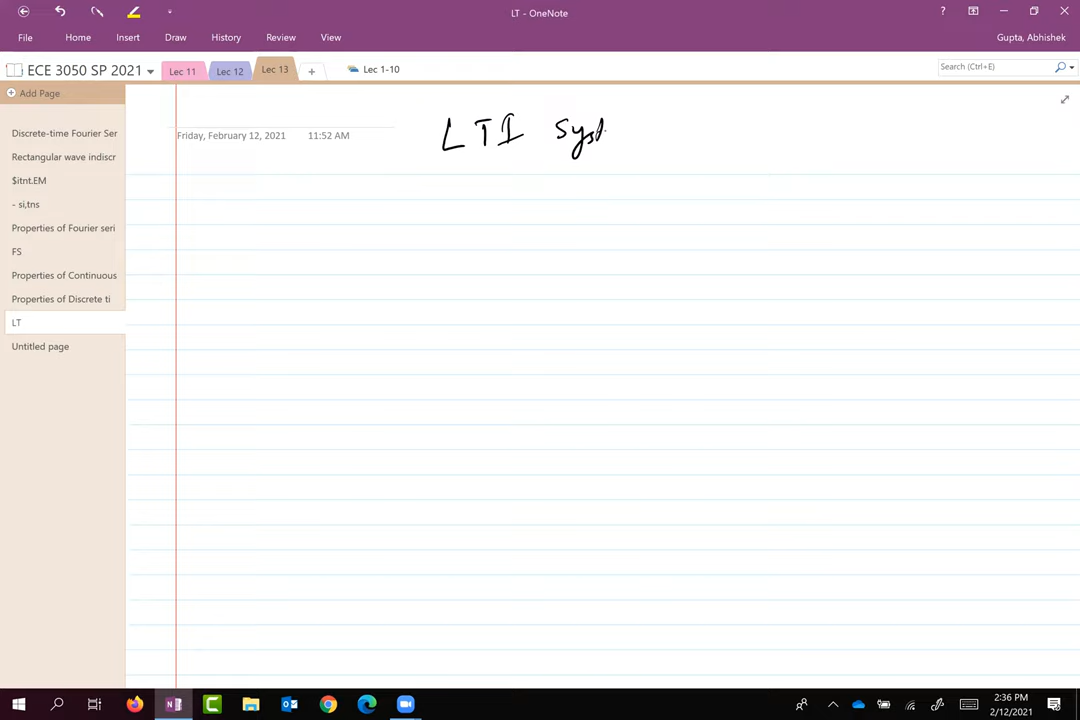 LT - OneNote
Gupta, Abhishek
File Home Insert Draw History Review View
ECE 3050 SP 2021 Lec 11 Lec 12 Lec 13 + Lec 1-10
Search (Ctrl+E)
Add Page
Friday, February 12, 2021 11:52 AM
LTI Syst
Discrete-time Fourier Ser
Rectangular wave indiscr
$itnt.EM
- si,tns
Properties of Fourier seri
FS
Properties of Continuous
Properties of Discrete ti
LT
Untitled page
2:36 PM
2/12/2021